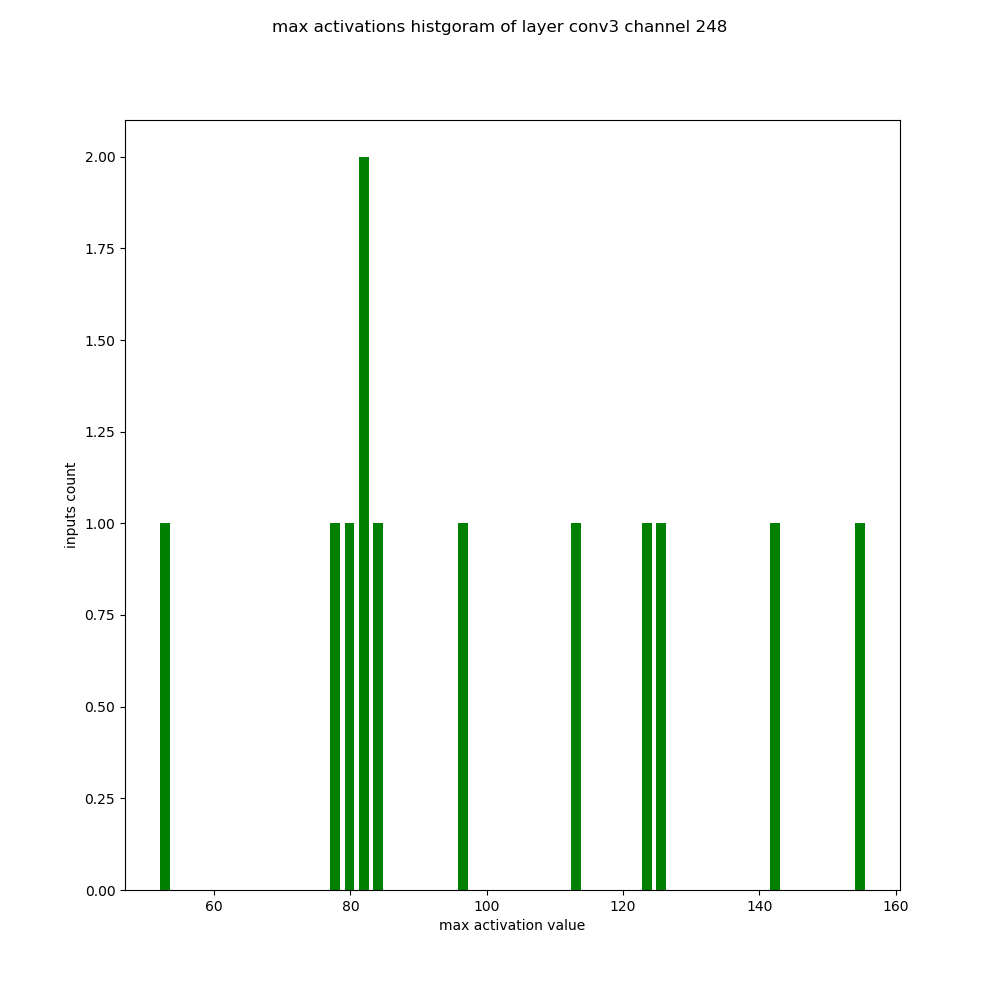 max activations histgoram of layer conv3 channel 248
2.00
1.75
1.50
1.25
1.00
0.75
0.50
0.25
0.00
inputs count
60 80 100 120 140 160
max activation value